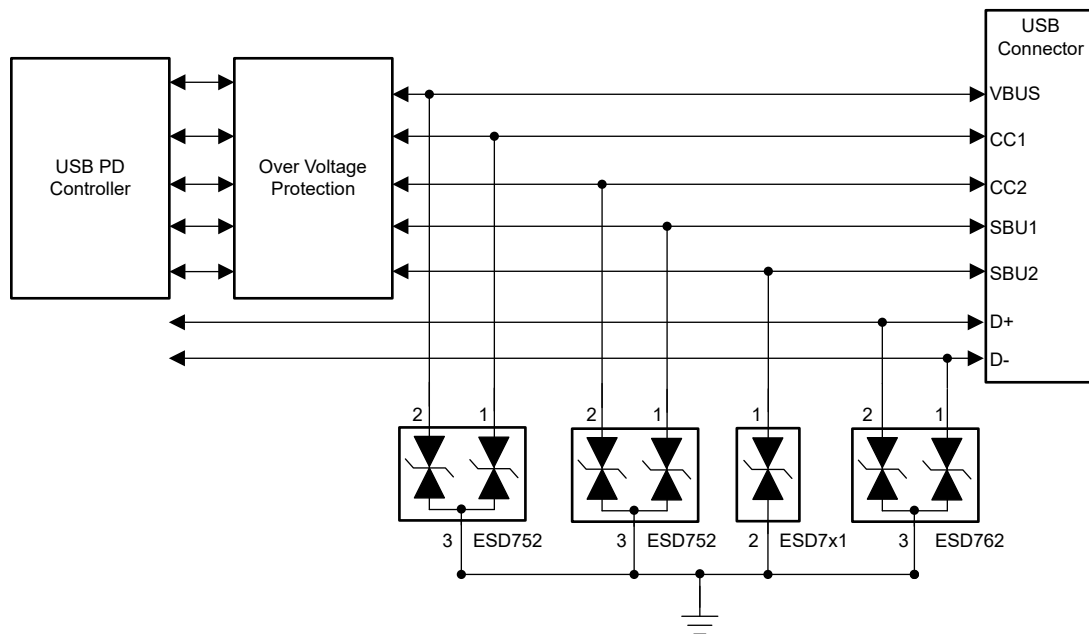 USB
Connector
USB PD
Controller
Over Voltage
Protection
VBUS
CC1
CC2
SBU1
SBU2
D+
D-
2 1 2 1 1 2 1
3 ESD752 3 ESD752 2 ESD7x1 3 ESD762